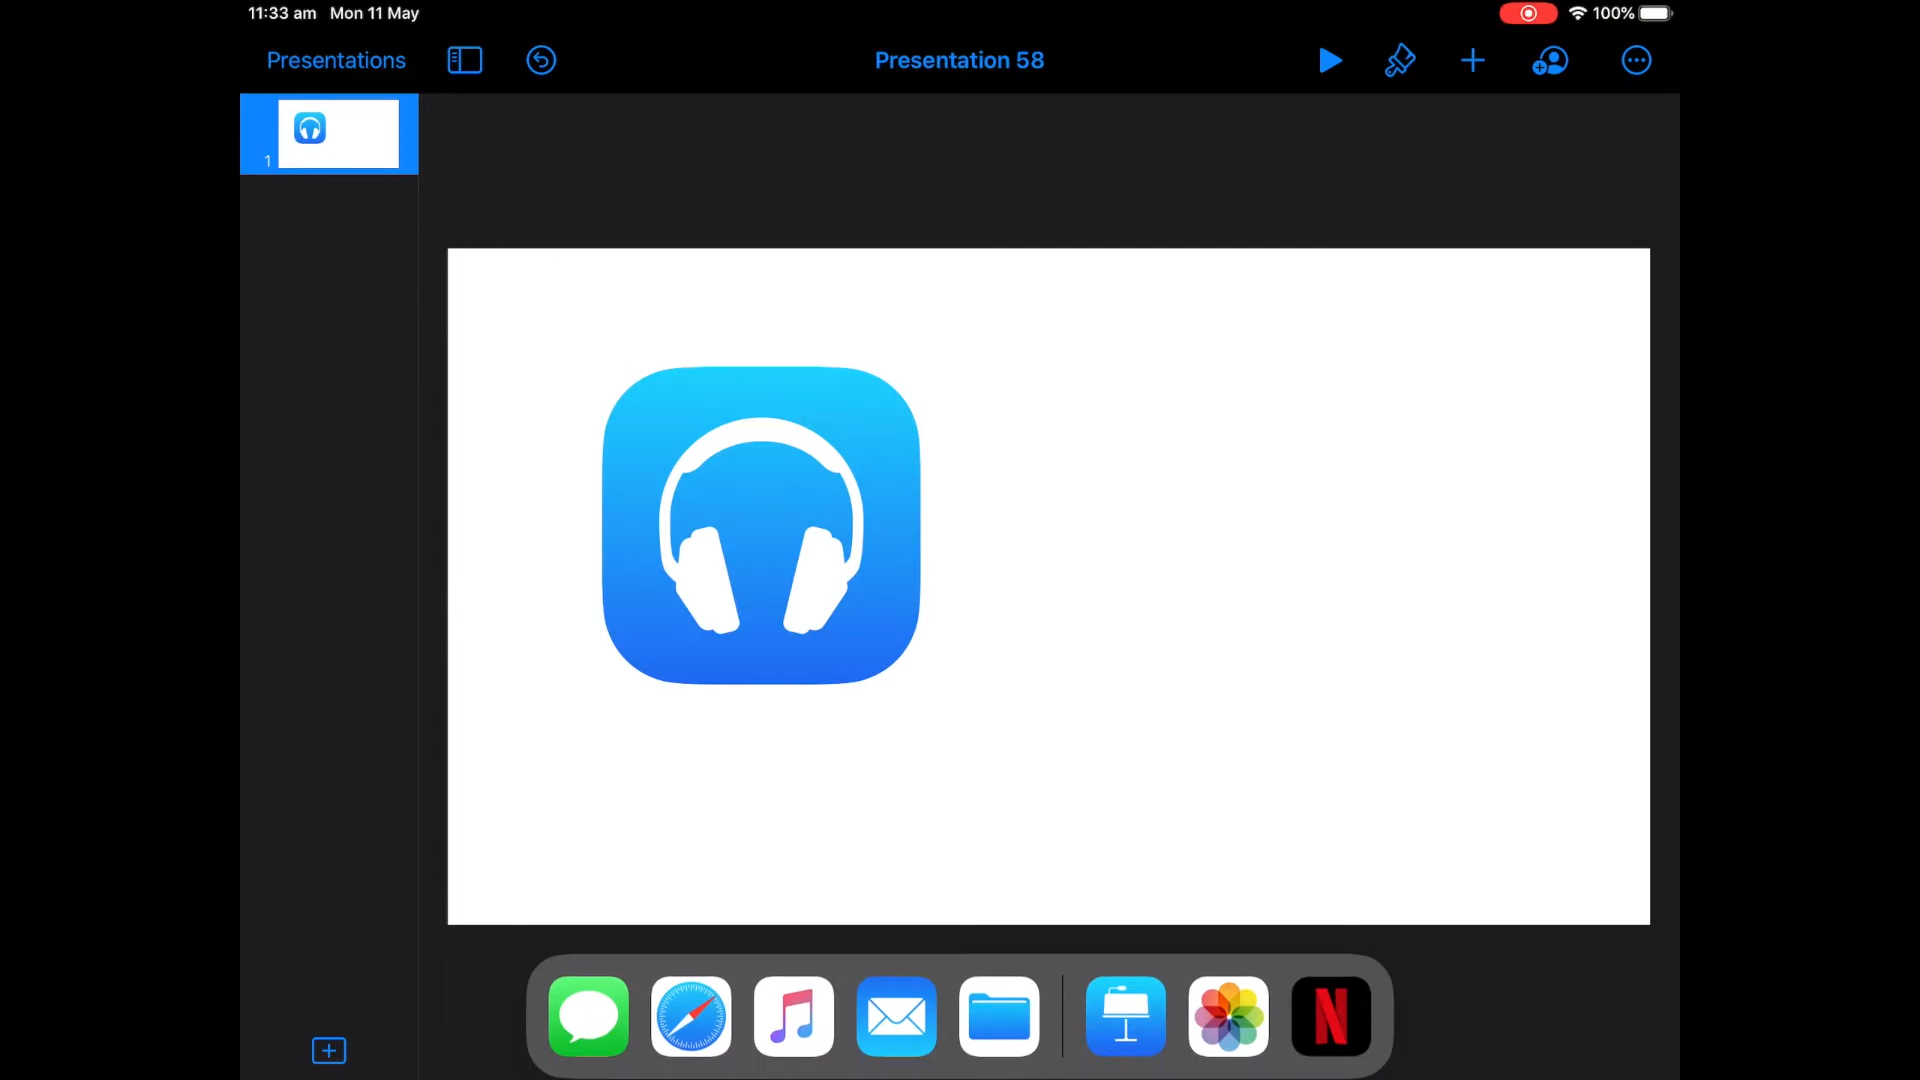 11:33 am Mon 11 May
100%
Presentations
Presentation 58
1
N